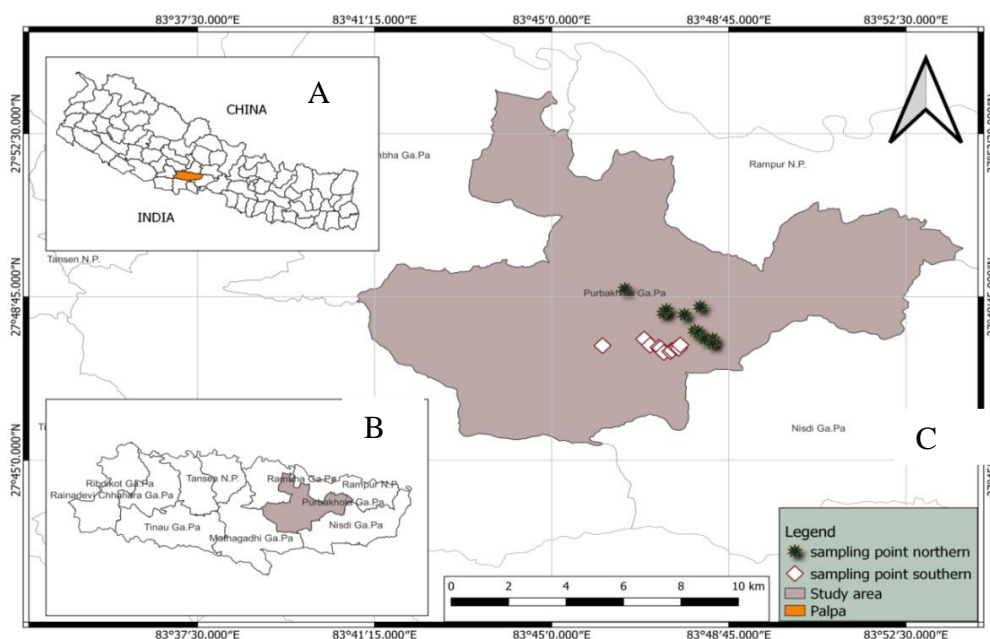 83°37'30.000"E 83°41'15.000"E 83°45'0.000"E 83°48'45.000"E 83°52'30.000"E
A
CHINA
INDIA
27°52'30.000"N
mbha Ga.Pa
Rampur N.P.
Tansen N.P.
27°48'45.000"N
Purbakhola Ga.Pa
B
C
Nisdi Ga.Pa
27°45'0.000"N
Ribdikot Ga.Pa
Tansen N.P.
Rambha Ga.Pa
Rampur N.P.
Rainadevi Chhahara Ga.Pa
Purbakhola Ga.Pa
Tinau Ga.Pa
Nisdi Ga.Pa
Mathagadhi Ga.Pa
Legend
sampling point northern
sampling point southern
Study area
Palpa
0 2 4 6 8 10 km
83°37'30.000"E 83°41'15.000"E 83°45'0.000"E 83°48'45.000"E 83°52'30.000"E